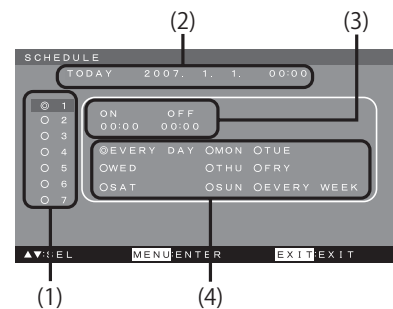 (2)
(3)
SCHEDULE
TODAY 2007. 1. 1. 00:00
◎ 1
○ 2
○ 3
○ 4
○ 5
○ 6
○ 7
ON OFF
00:00 00:00
◎EVERY DAY ○MON ○TUE
○WED ○THU ○FRY
○SAT ○SUN ○EVERY WEEK
▲▼:SEL MENU:ENTER EXIT:EXIT
(1)
(4)